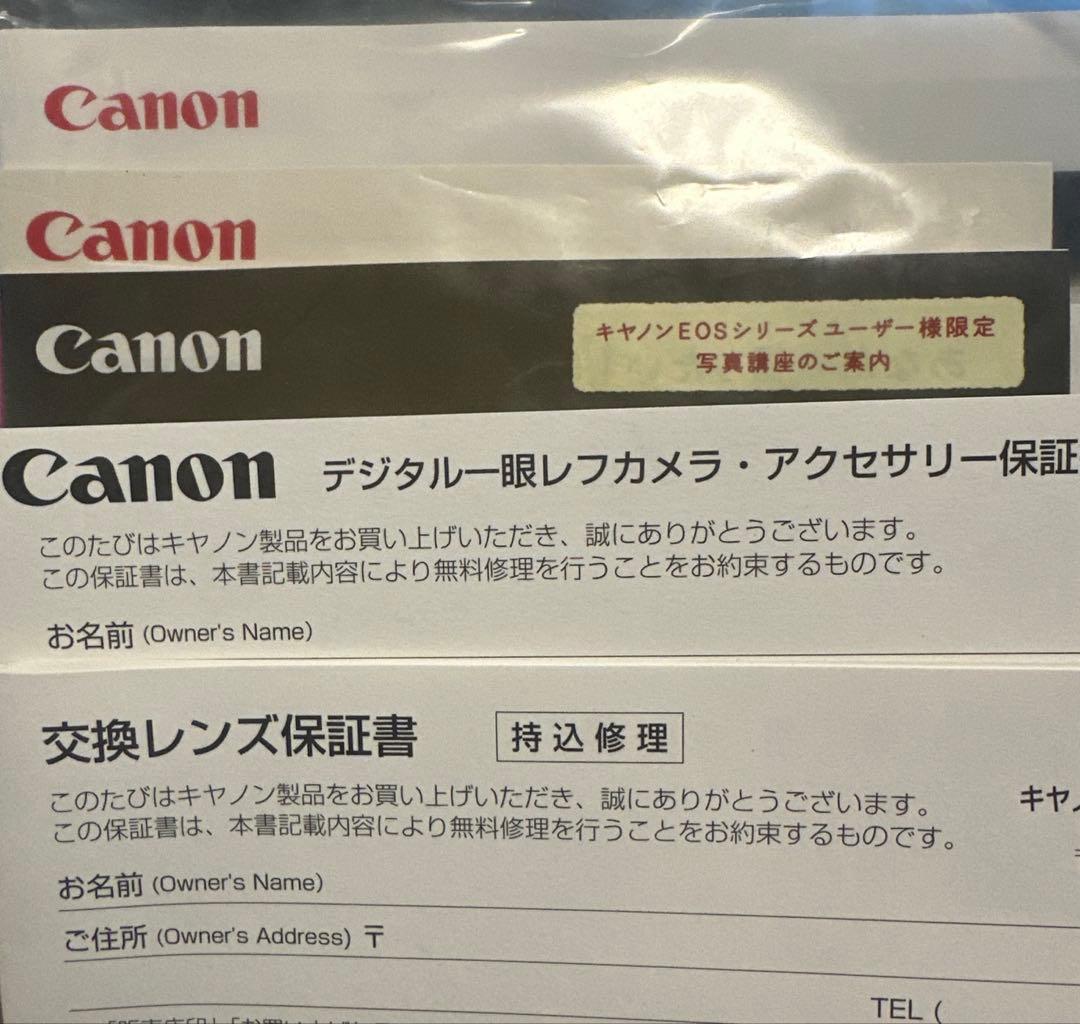 Canon
Canon
Canon
キヤノンEOSシリーズユーザー様限定
写真講座のご案内
Canon デジタル一眼レフカメラ・アクセサリー保証
このたびはキヤノン製品をお買い上げいただき、誠にありがとうございます。
この保証書は、本書記載内容により無料修理を行うことをお約束するものです。
お名前 (Owner's Name)
交換レンズ保証書 持込修理
このたびはキヤノン製品をお買い上げいただき、誠にありがとうございます。
キヤノ
この保証書は、本書記載内容により無料修理を行うことをお約束するものです。
お名前 (Owner's Name)
ご住所 (Owner's Address) 〒
TEL (